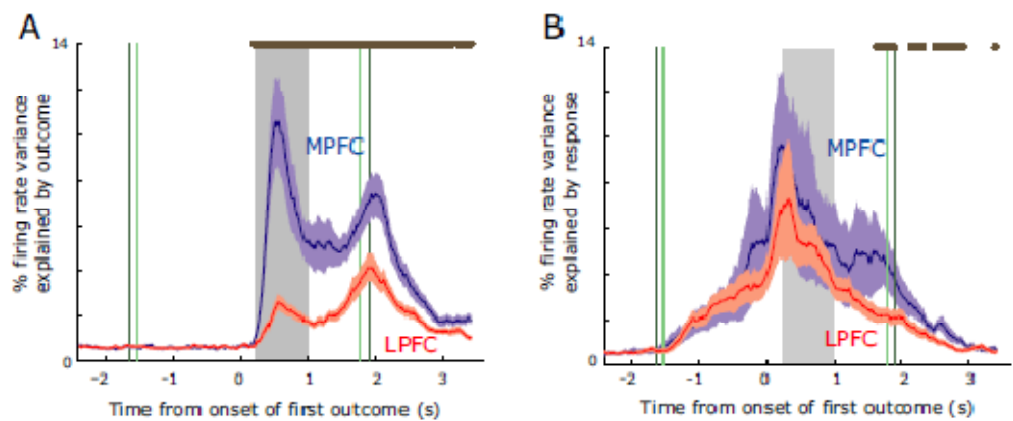 A
14
% firing rate variance
explained by outcome
MPFC
LPFC
0
-2 -1 0 1 2 3
Time from onset of first outcome (s)
B
14
% firing rate variance
explained by response
MPFC
LPFC
0
-2 -1 0 1 2 3
Time from onset of first outcome (s)